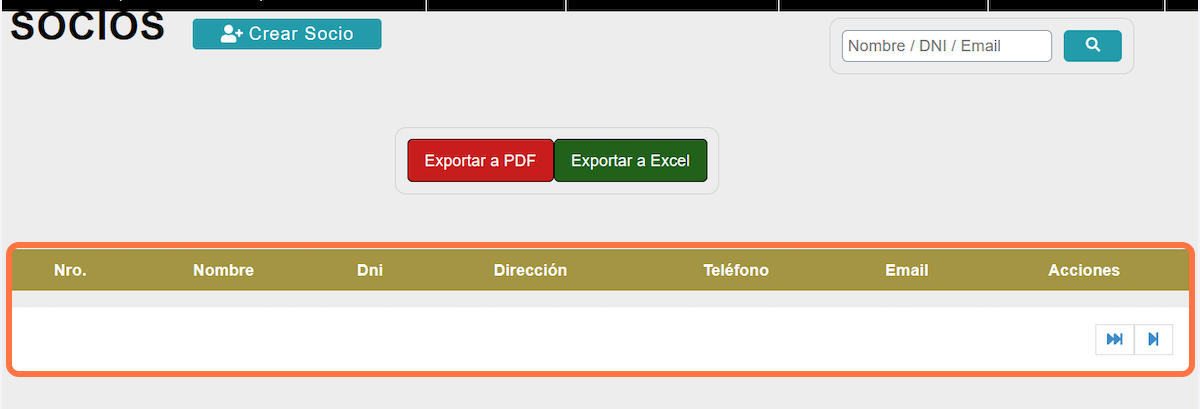 SOCIOS
Crear Socio
Nombre / DNI / Email
Exportar a PDF Exportar a Excel
Nro. Nombre Dni Dirección Teléfono Email Acciones